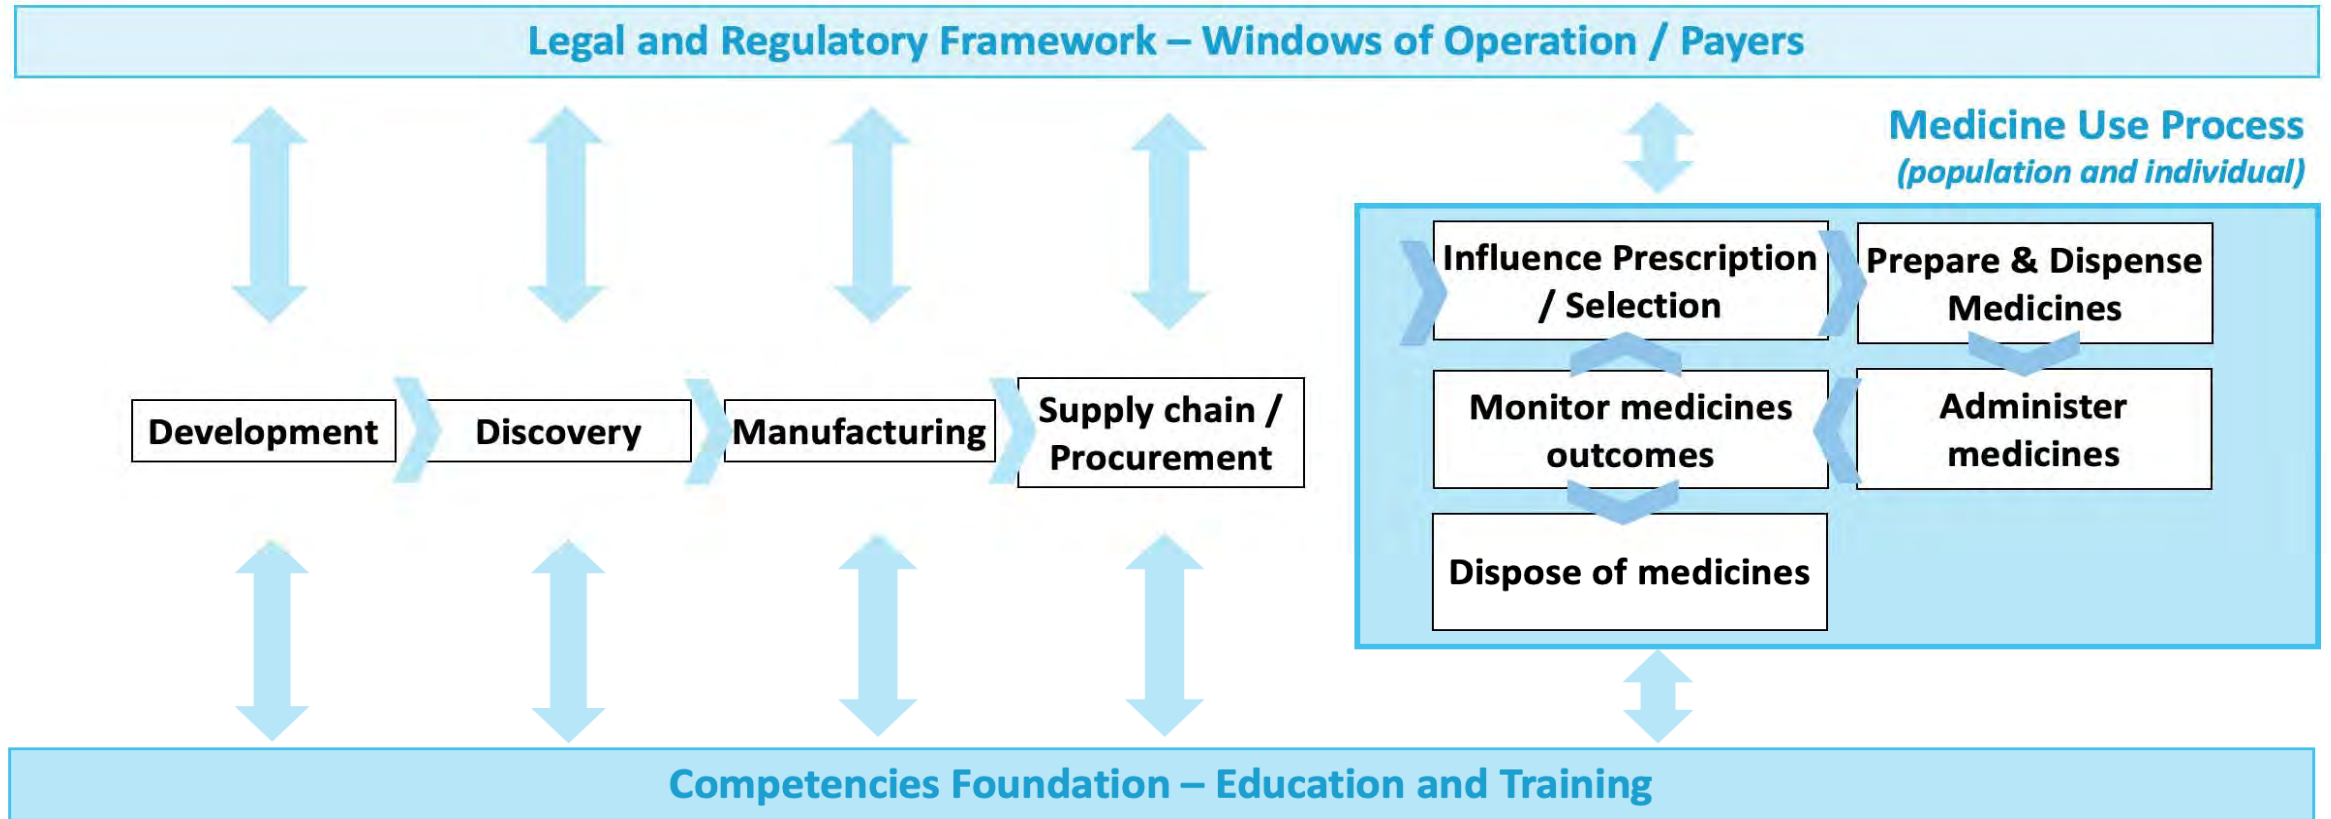 Legal and Regulatory Framework – Windows of Operation / Payers
Medicine Use Process
(population and individual)
Development
Discovery
Manufacturing
Supply chain /
Procurement
Influence Prescription
/ Selection
Prepare & Dispense
Medicines
Monitor medicines
outcomes
Administer
medicines
Dispose of medicines
Competencies Foundation – Education and Training